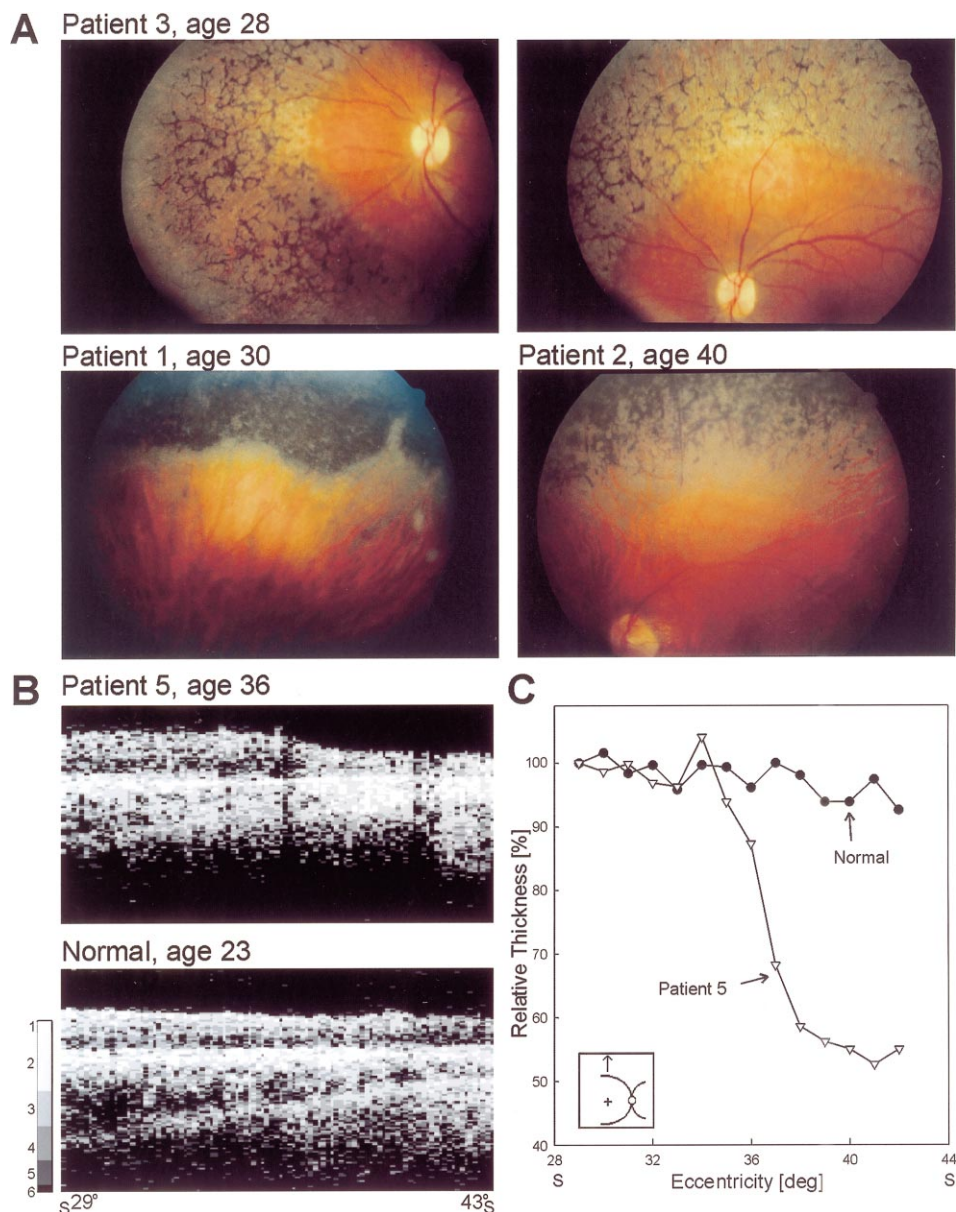 A
Patient 3, age 28
Patient 1, age 30
Patient 2, age 40
B
Patient 5, age 36
Normal, age 23
1
2
3
4
5
6
S29°
43°S
C
Relative Thickness [%]
100
90
80
70
60
50
40
Normal
Patient 5
28
32
36
40
44
S
S
Eccentricity [deg]